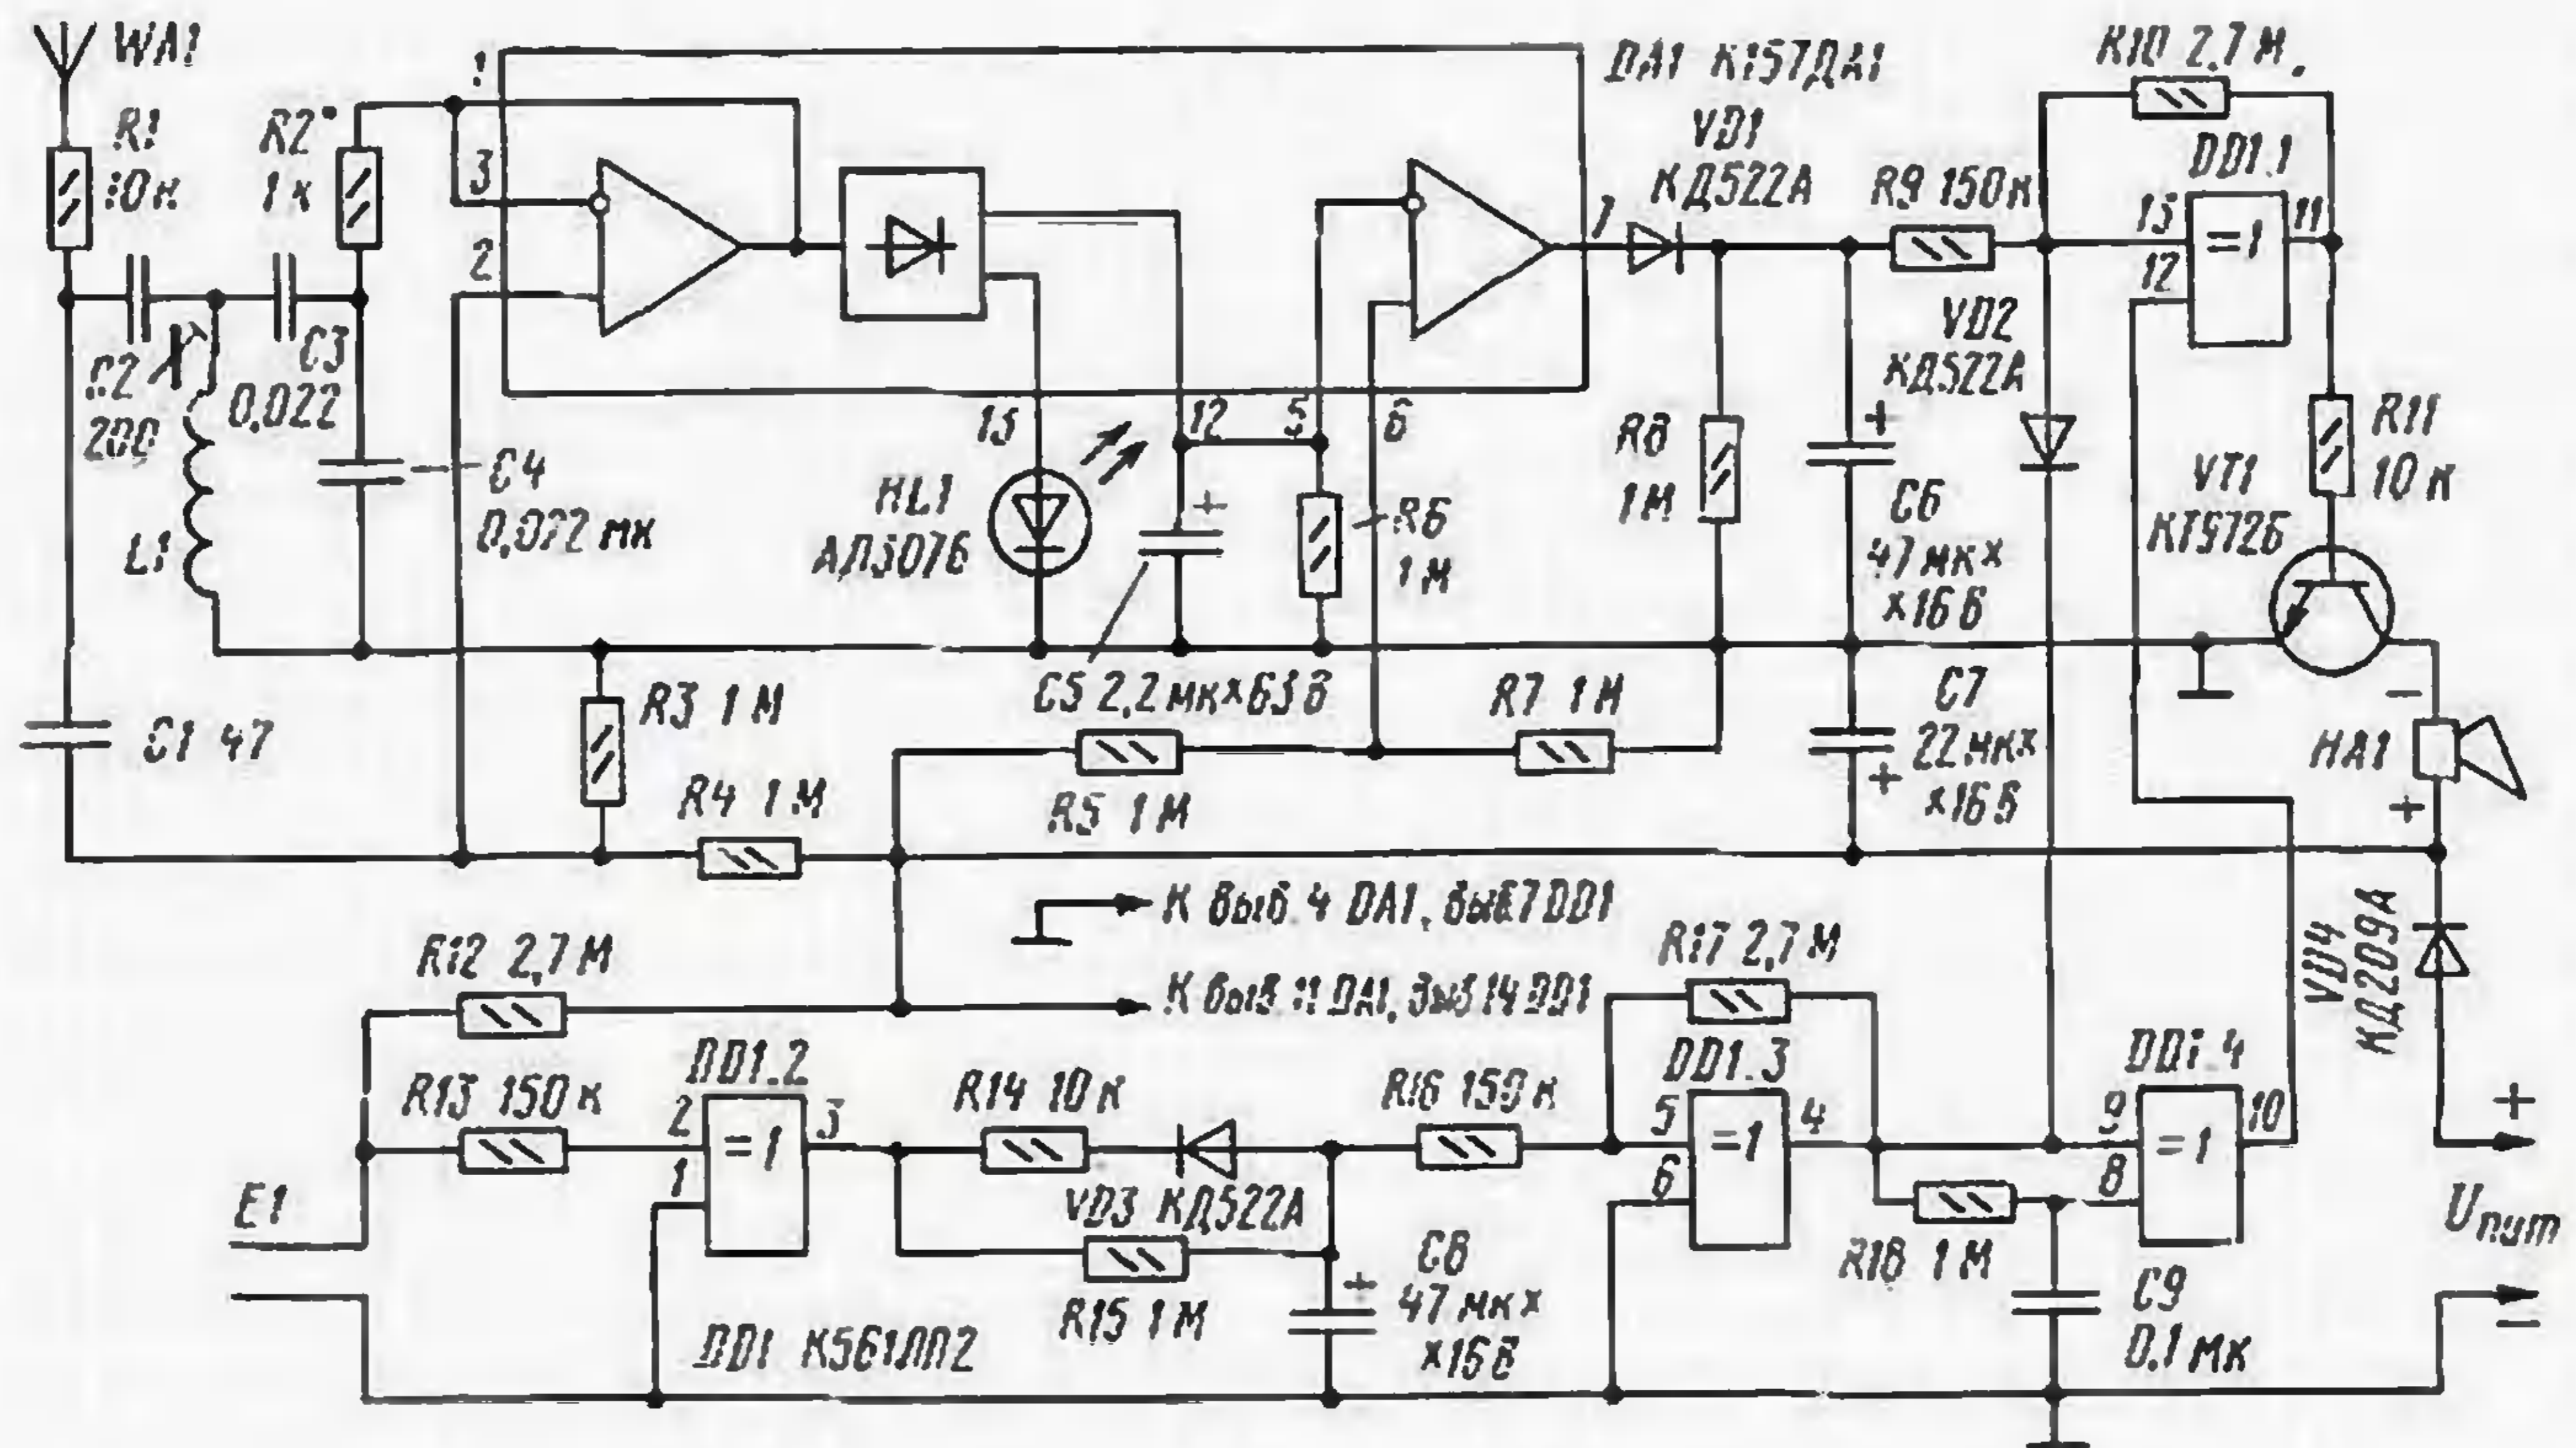 WA1
R1
10к
R2*
1к
1
3
2
C2
200
C3
0,022
L1
C4
0,022 мк
C1 47
DA1 К157ДА1
13
12
5
6
7
HL1
C5 2,2 мк×63 В
R6
1 М
R3 1 М
R4 1 М
R5 1 М
R7 1 М
VD1
КД522А
R8
1 М
C6
47 мк×
×16 В
C7
22 мк×
×16 В
R9 150 к
VD2
КД522А
R10 2,7 М
DD1.1
13
12
=1
11
R11
10 к
VT1
КТ972Б
−
HA1
+
К выв. 4 DA1, выв. 7 DD1
К выв. 11 DA1, выв. 14 DD1
R12 2,7 М
R13 150 к
E1
DD1.2
2
1
=1
3
R14 10 к
VD3 КД522А
R15 1 М
DD1 К561ЛП2
C8
47 мк×
×16 В
R16 150 к
R17 2,7 М
DD1.3
5
6
=1
4
R18 1 М
C9
0,1 мк
DD1.4
9
8
=1
10
VD4
КД209А
+
Uпит
−